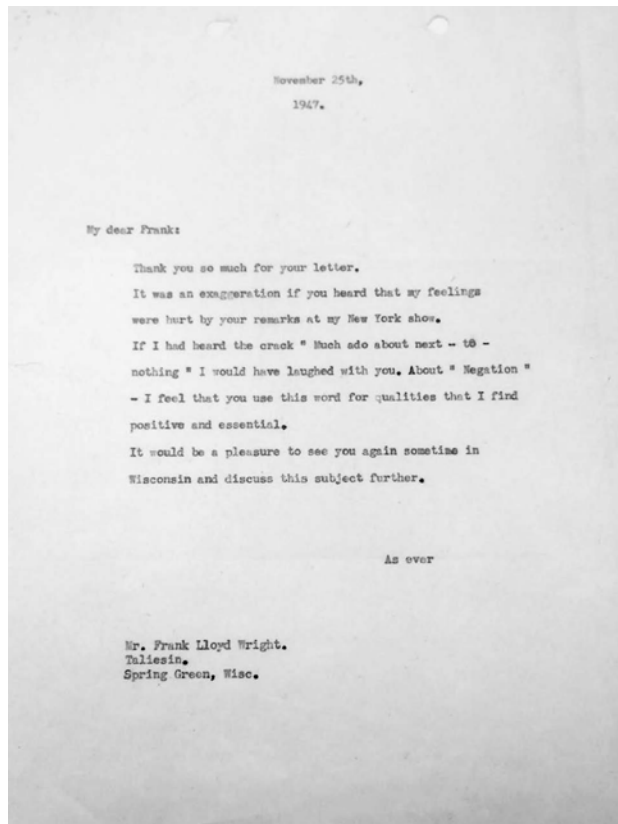 November 25th,
1947.
My dear Frank:
Thank you so much for your letter.
It was an exaggeration if you heard that my feelings
were hurt by your remarks at my New York show.
If I had heard the crack " Much ado about next - to -
nothing " I would have laughed with you. About " Negation "
- I feel that you use this word for qualities that I find
positive and essential.
It would be a pleasure to see you again sometime in
Wisconsin and discuss this subject further.
As ever
Mr. Frank Lloyd Wright.
Taliesin.
Spring Green, Wisc.